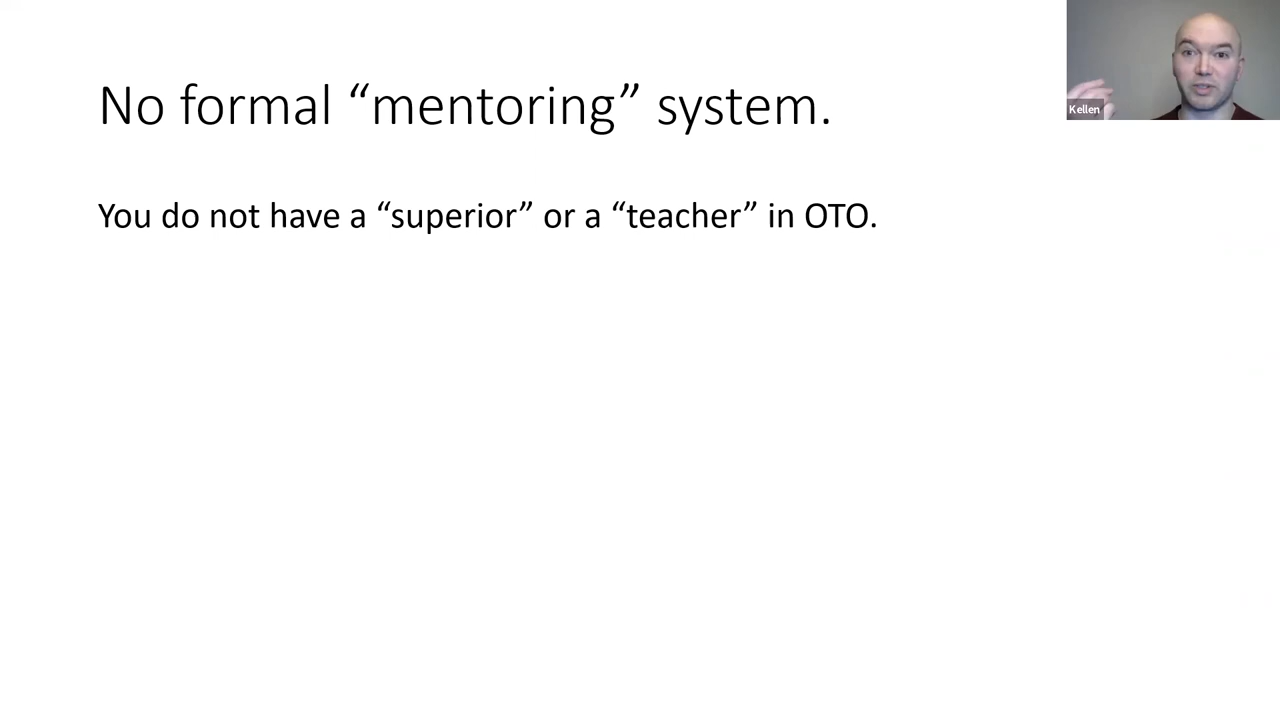 No formal “mentoring” system.
Kellen
You do not have a “superior” or a “teacher” in OTO.